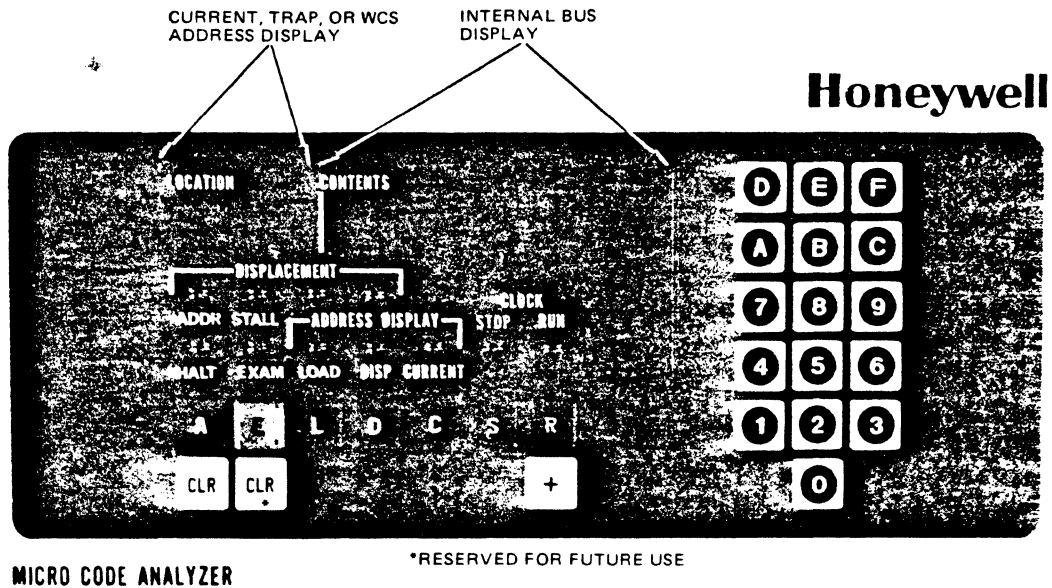 CURRENT, TRAP, OR WCS
ADDRESS DISPLAY
INTERNAL BUS
DISPLAY
Honeywell
LOCATION
CONTENTS
DISPLACEMENT
ADDR STALL
ADDRESS DISPLAY
CLOCK
STOP RUN
HALT EXAM LOAD DISP CURRENT
A E L D C S R
CLR CLR
*
+
D E F
A B C
7 8 9
4 5 6
1 2 3
0
*RESERVED FOR FUTURE USE
MICRO CODE ANALYZER